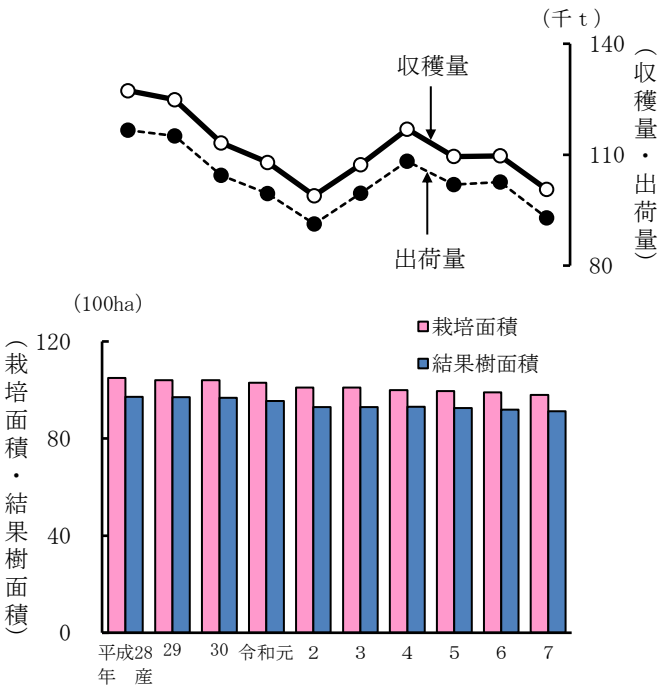 （千ｔ）
140
110
80
（収穫量・出荷量）
収穫量
出荷量
（100ha）
120
80
40
0
（栽培面積・結果樹面積）
栽培面積
結果樹面積
平成28 29 30 令和元 2 3 4 5 6 7
年 産